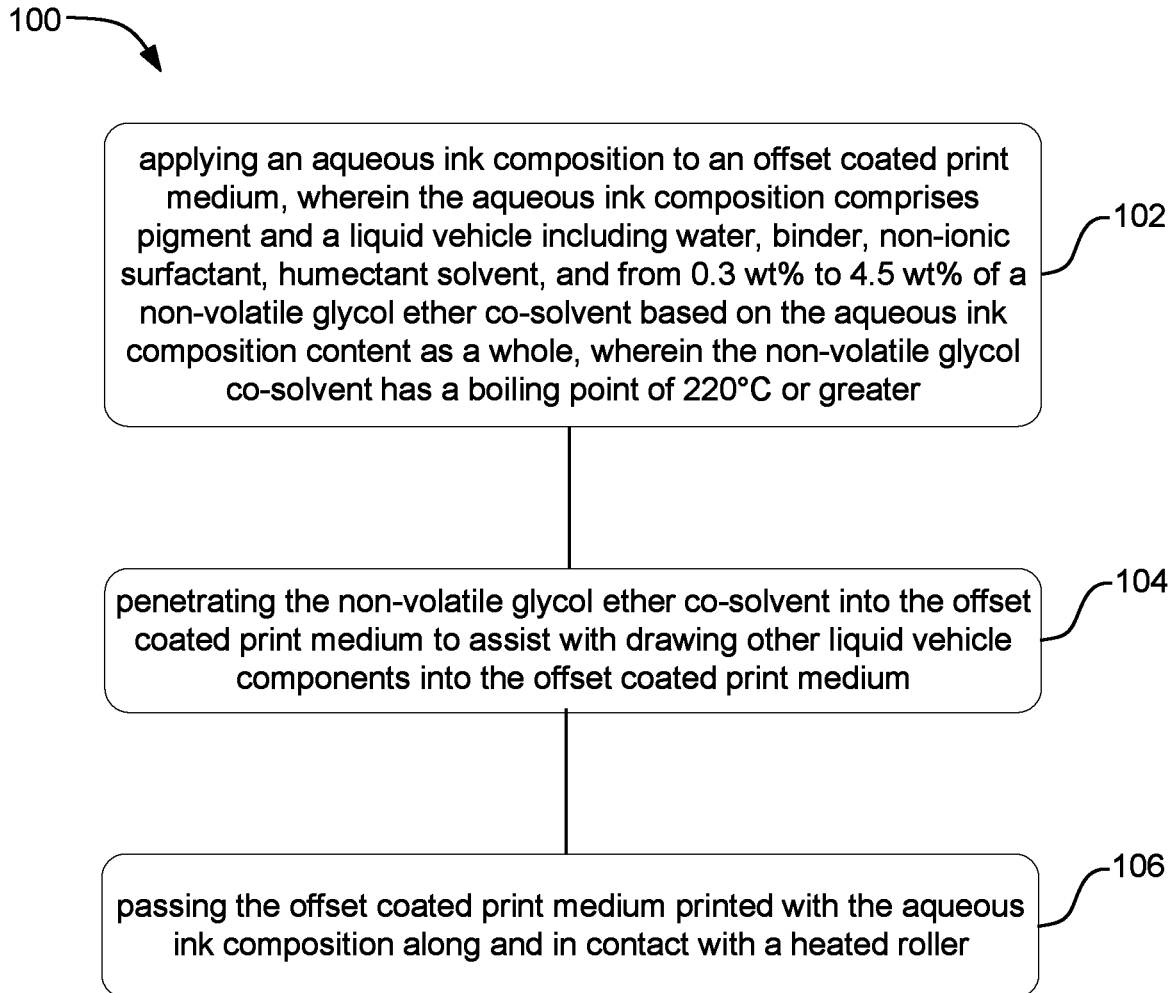 100
applying an aqueous ink composition to an offset coated print
medium, wherein the aqueous ink composition comprises
pigment and a liquid vehicle including water, binder, non-ionic
surfactant, humectant solvent, and from 0.3 wt% to 4.5 wt% of a
non-volatile glycol ether co-solvent based on the aqueous ink
composition content as a whole, wherein the non-volatile glycol
co-solvent has a boiling point of 220°C or greater
102
penetrating the non-volatile glycol ether co-solvent into the offset
coated print medium to assist with drawing other liquid vehicle
components into the offset coated print medium
104
passing the offset coated print medium printed with the aqueous
ink composition along and in contact with a heated roller
106